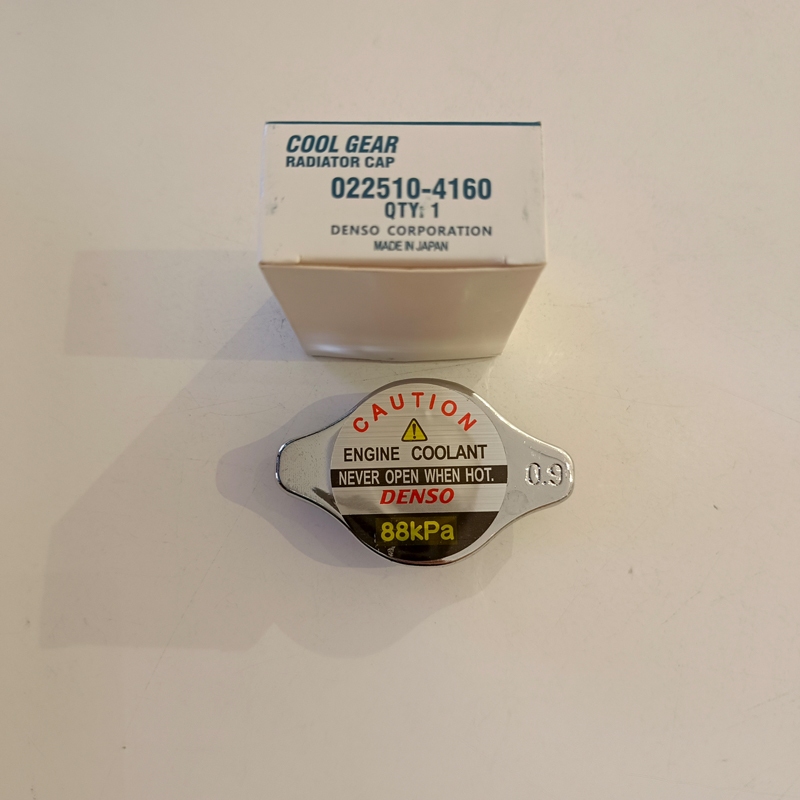 COOL GEAR
RADIATOR CAP
022510-4160
QTY: 1
DENSO CORPORATION
MADE IN JAPAN
CAUTION
ENGINE COOLANT
NEVER OPEN WHEN HOT.
DENSO
88kPa
0.9